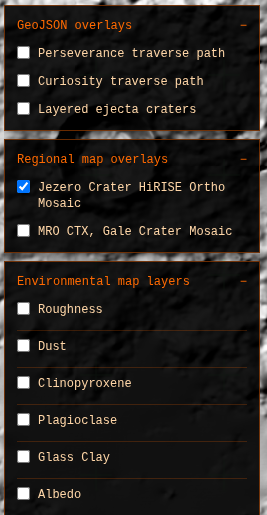 GeoJSON overlays −
Perseverance traverse path
Curiosity traverse path
Layered ejecta craters
Regional map overlays −
Jezero Crater HiRISE Ortho
Mosaic
MRO CTX, Gale Crater Mosaic
Environmental map layers −
Roughness
Dust
Clinopyroxene
Plagioclase
Glass Clay
Albedo